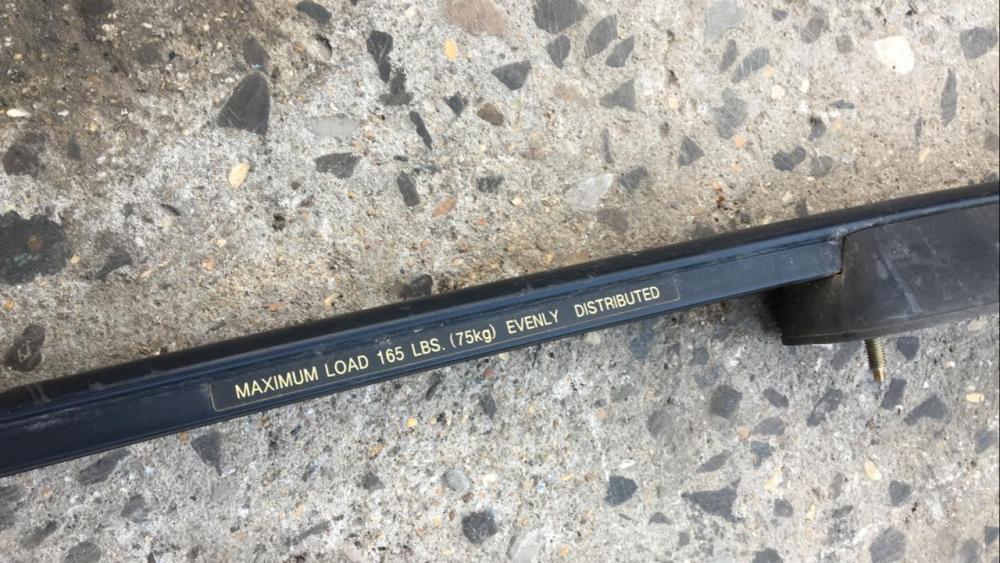 MAXIMUM LOAD 165 LBS. (75kg) EVENLY DISTRIBUTED